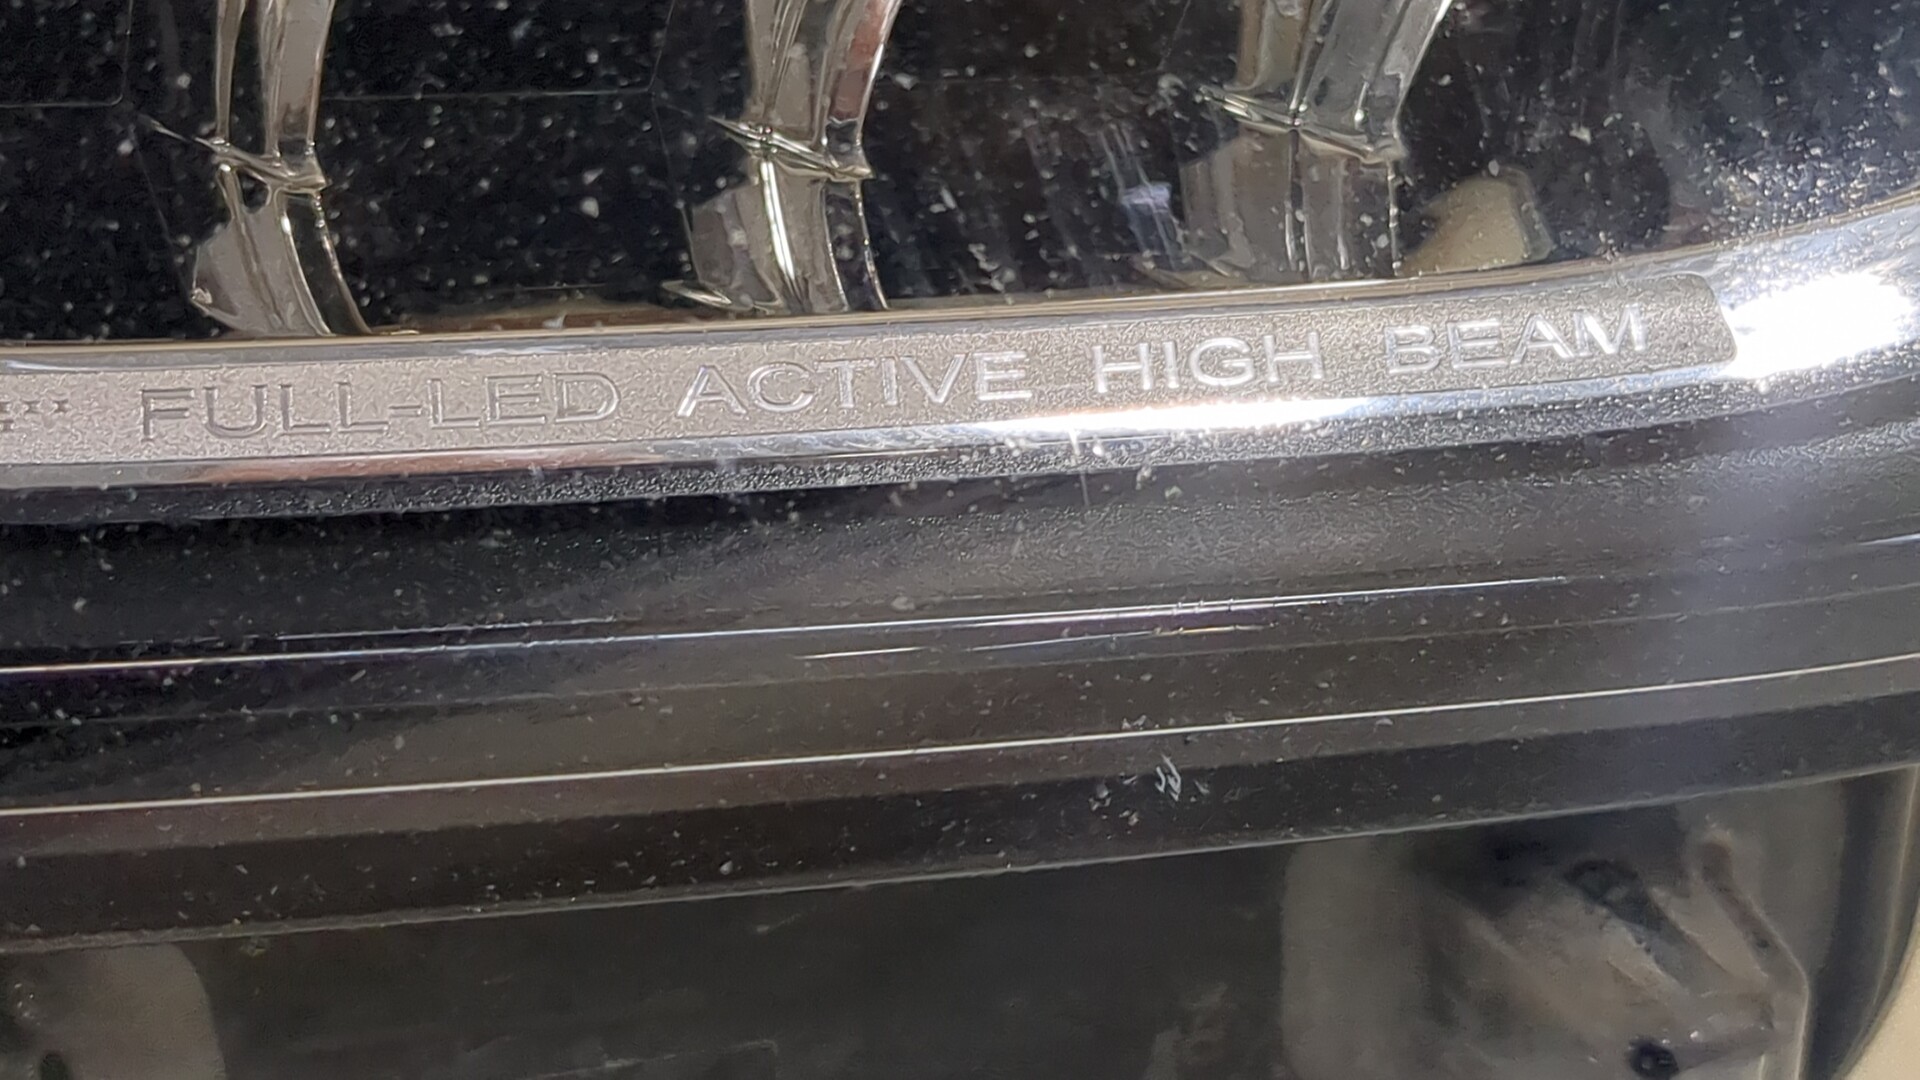 FULL-LED ACTIVE HIGH BEAM